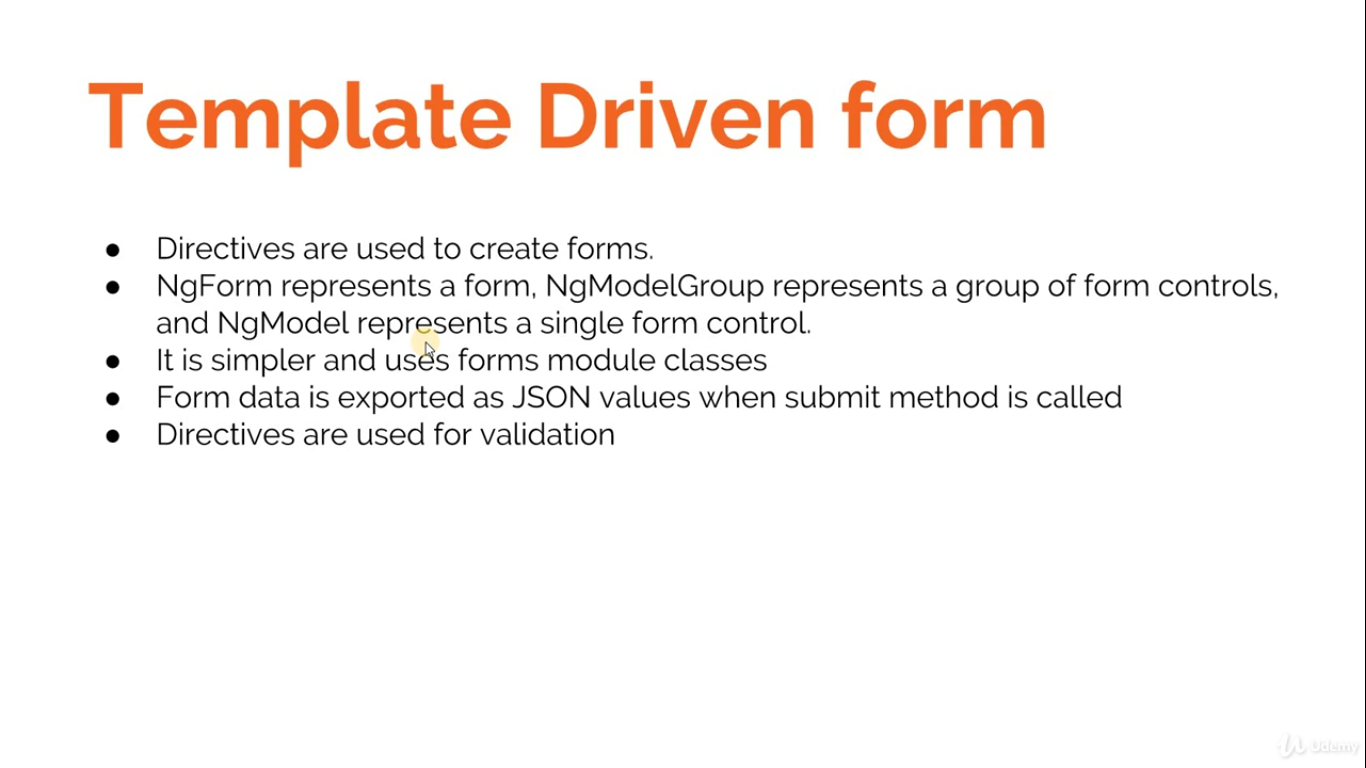 Template Driven form
● Directives are used to create forms.
● NgForm represents a form, NgModelGroup represents a group of form controls,
and NgModel represents a single form control.
● It is simpler and uses forms module classes
● Form data is exported as JSON values when submit method is called
● Directives are used for validation
Udemy